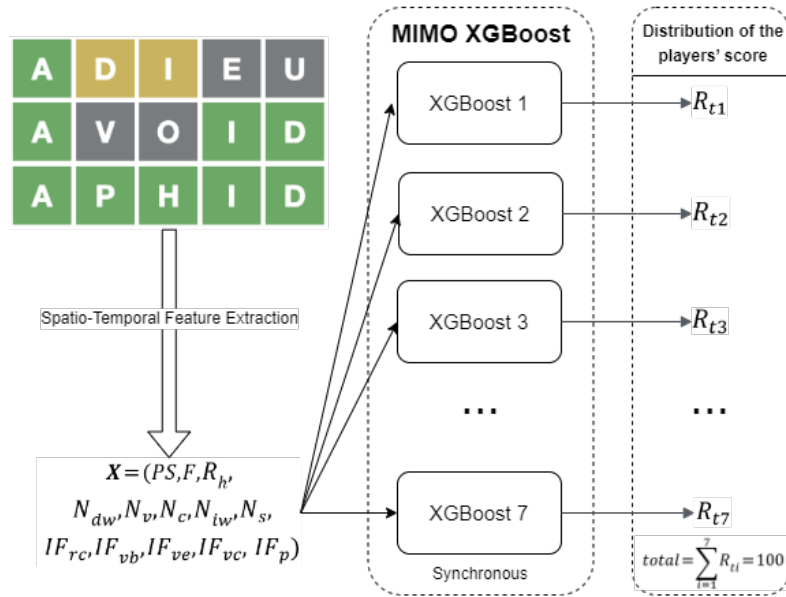 A D I E U
A V O I D
A P H I D
Spatio-Temporal Feature Extraction
X=(PS,F,R_h,
N_dw,N_v,N_c,N_iw,N_s,
IF_rc,IF_vb,IF_ve,IF_vc, IF_p)
MIMO XGBoost
XGBoost 1
XGBoost 2
XGBoost 3
...
XGBoost 7
Synchronous
Distribution of the
players' score
R_t1
R_t2
R_t3
...
R_t7
total=∑_{i=1}^{7} R_ti=100